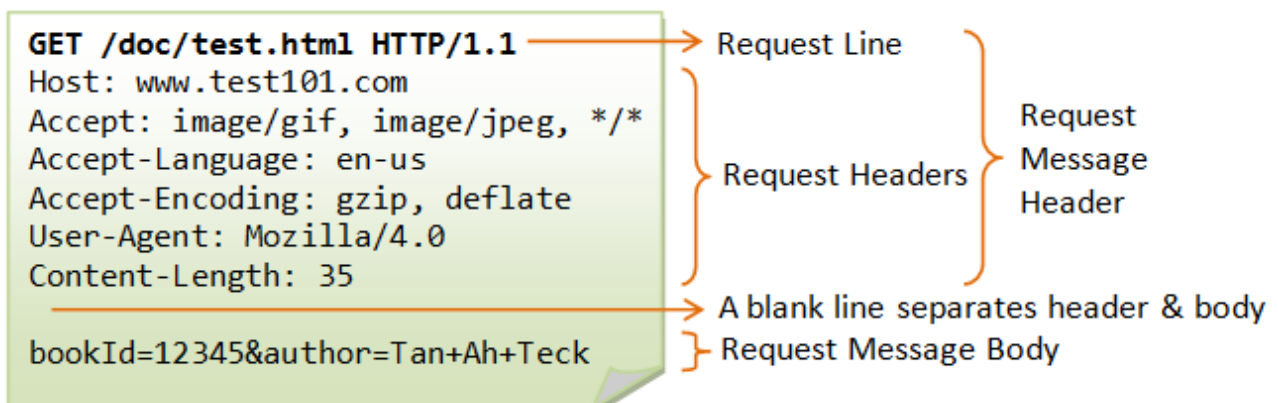 GET /doc/test.html HTTP/1.1
Request Line
Host: www.test101.com
Accept: image/gif, image/jpeg, */*
Accept-Language: en-us
Accept-Encoding: gzip, deflate
User-Agent: Mozilla/4.0
Content-Length: 35
Request Headers
Request
Message
Header
A blank line separates header & body
bookId=12345&author=Tan+Ah+Teck
Request Message Body